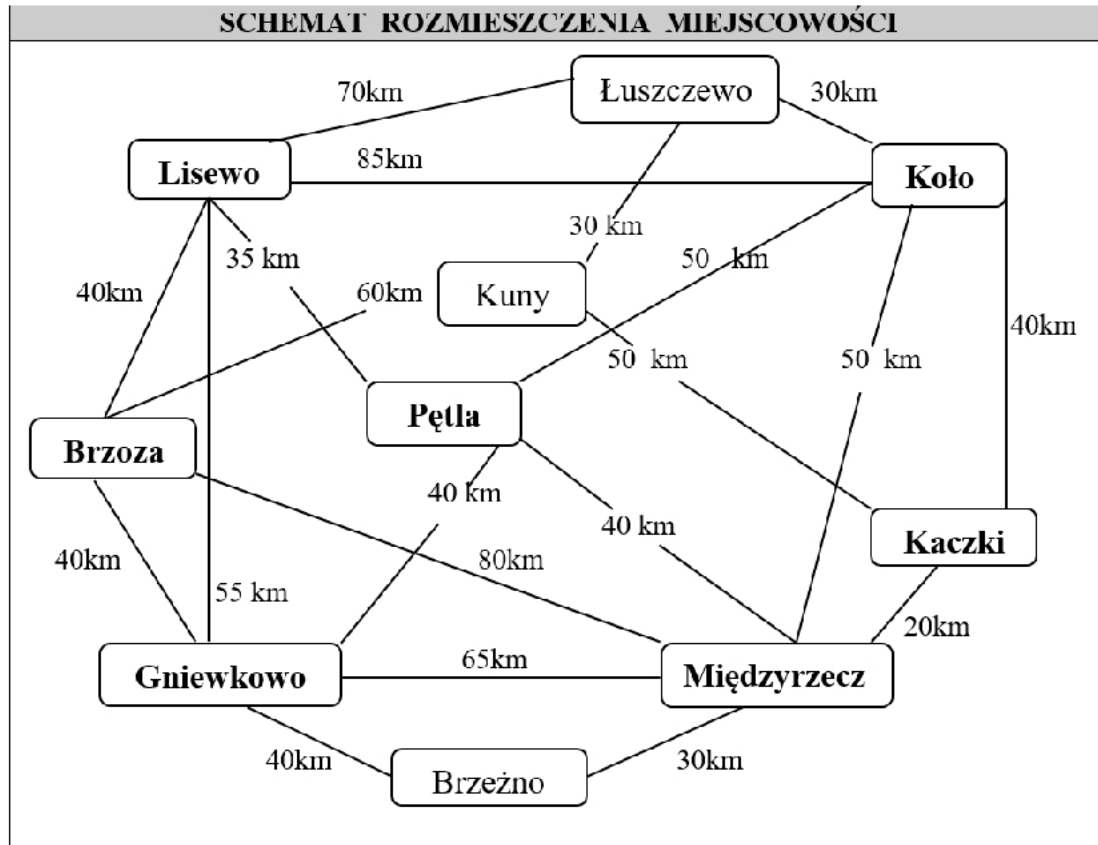 SCHEMAT ROZMIESZCZENIA MIEJSCOWOŚCI
Łuszczewo
70km
30km
Lisewo
85km
Koło
30 km
35 km
50 km
40km
60km
Kuny
40km
50 km
50 km
Pętla
Brzoza
40 km
40 km
Kaczki
40km
80km
55 km
20km
Gniewkowo
65km
Międzyrzecz
40km
Brzeźno
30km